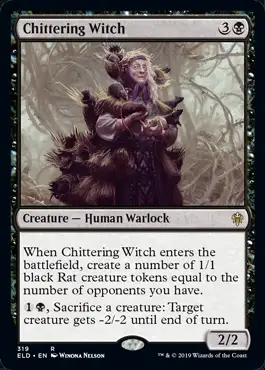 Chittering Witch 3
Creature — Human Warlock
When Chittering Witch enters the
battlefield, create a number of 1/1
black Rat creature tokens equal to the
number of opponents you have.
1, Sacrifice a creature: Target
creature gets -2/-2 until end of turn.
2/2
319 R
ELD • EN Winona Nelson
™ & © 2019 Wizards of the Coast